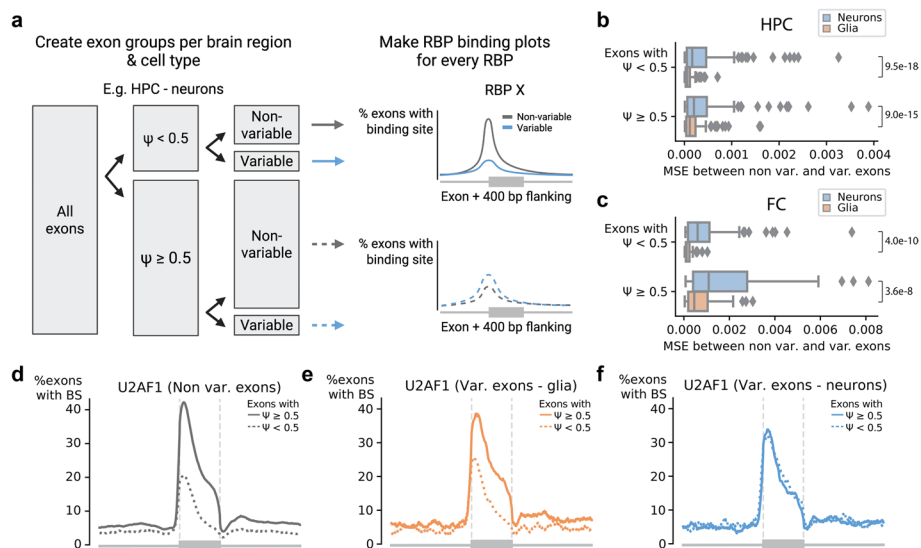 a
Create exon groups per brain region
& cell type
E.g. HPC - neurons
All
exons
ψ < 0.5
Ψ ≥ 0.5
Non-
variable
Variable
Non-
variable
Variable
Make RBP binding plots
for every RBP
RBP X
% exons with
binding site
Non-variable
Variable
Exon + 400 bp flanking
% exons with
binding site
Exon + 400 bp flanking
b
HPC
Neurons
Glia
Exons with
Ψ < 0.5
Ψ ≥ 0.5
9.5e-18
9.0e-15
0.000 0.001 0.002 0.003 0.004
MSE between non var. and var. exons
c
FC
Neurons
Glia
Exons with
Ψ < 0.5
Ψ ≥ 0.5
4.0e-10
3.6e-8
0.000 0.002 0.004 0.006 0.008
MSE between non var. and var. exons
d
%exons
with BS
U2AF1 (Non var. exons)
Exons with
Ψ ≥ 0.5
Ψ < 0.5
40
30
20
10
0
e
%exons
with BS
U2AF1 (Var. exons - glia)
Exons with
Ψ ≥ 0.5
Ψ < 0.5
40
30
20
10
0
f
%exons
with BS
U2AF1 (Var. exons - neurons)
Exons with
Ψ ≥ 0.5
Ψ < 0.5
40
30
20
10
0